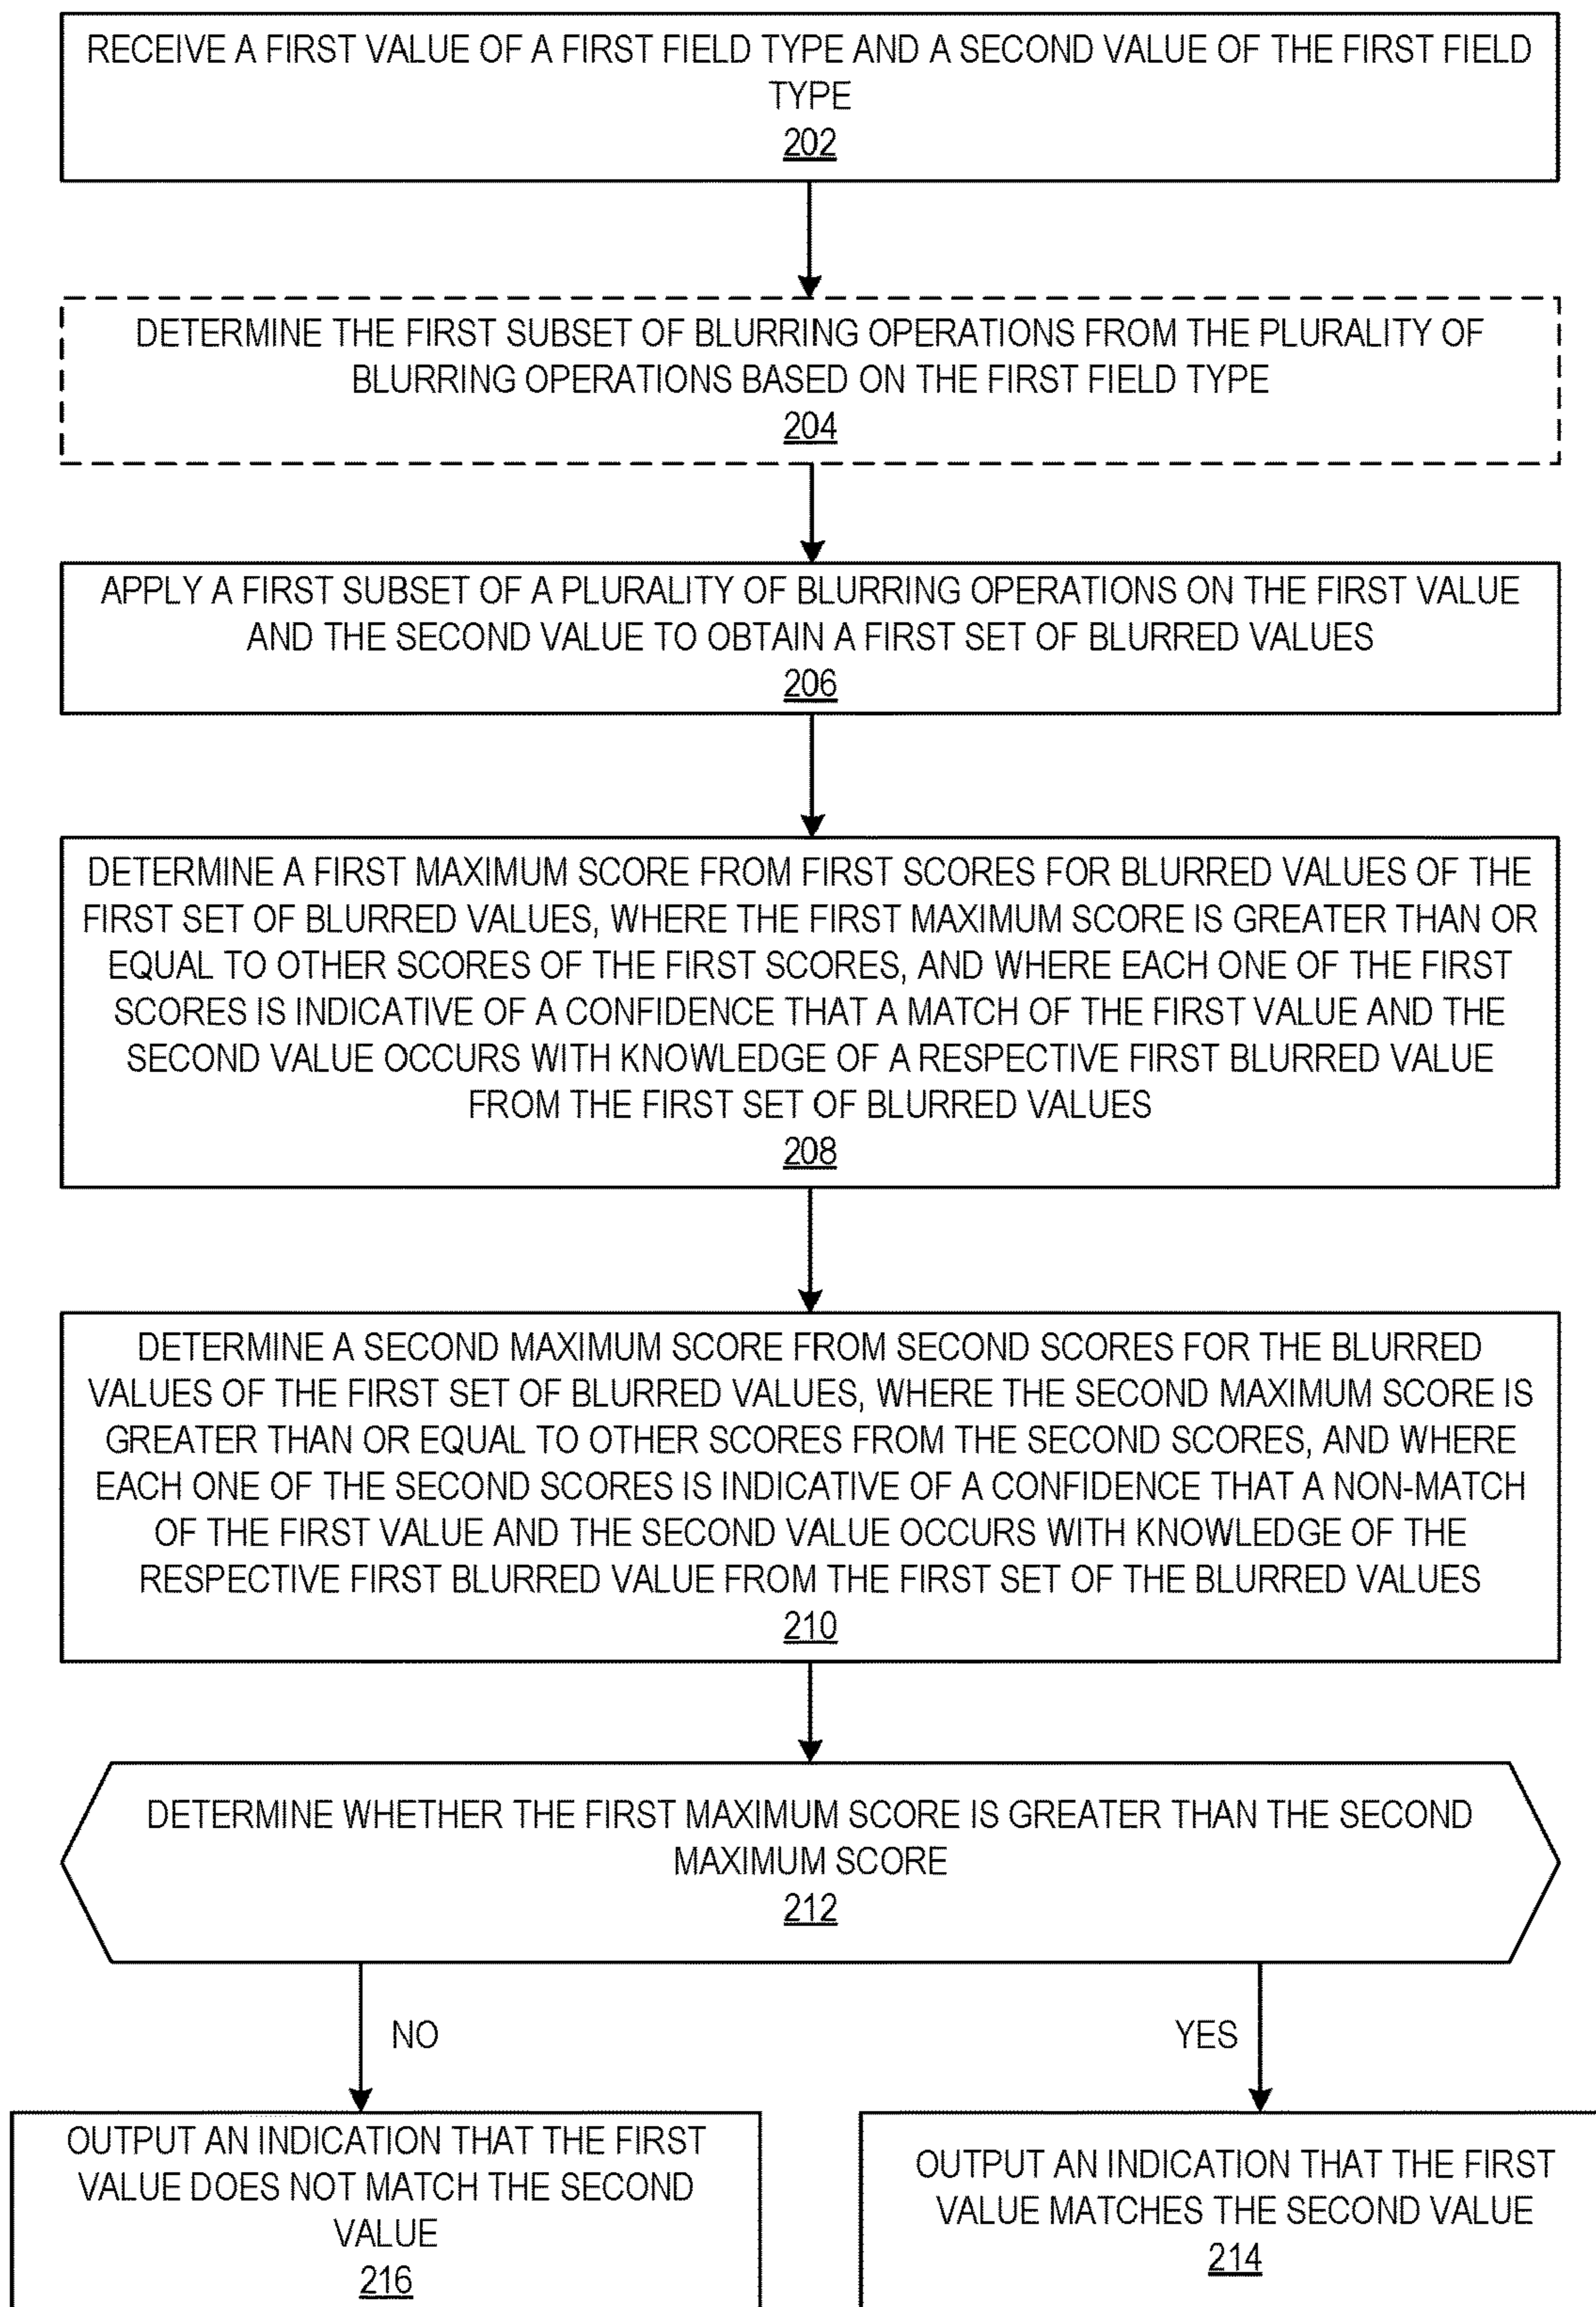 RECEIVE A FIRST VALUE OF A FIRST FIELD TYPE AND A SECOND VALUE OF THE FIRST FIELD
TYPE
202
DETERMINE THE FIRST SUBSET OF BLURRING OPERATIONS FROM THE PLURALITY OF
BLURRING OPERATIONS BASED ON THE FIRST FIELD TYPE
204
APPLY A FIRST SUBSET OF A PLURALITY OF BLURRING OPERATIONS ON THE FIRST VALUE
AND THE SECOND VALUE TO OBTAIN A FIRST SET OF BLURRED VALUES
206
DETERMINE A FIRST MAXIMUM SCORE FROM FIRST SCORES FOR BLURRED VALUES OF THE
FIRST SET OF BLURRED VALUES, WHERE THE FIRST MAXIMUM SCORE IS GREATER THAN OR
EQUAL TO OTHER SCORES OF THE FIRST SCORES, AND WHERE EACH ONE OF THE FIRST
SCORES IS INDICATIVE OF A CONFIDENCE THAT A MATCH OF THE FIRST VALUE AND THE
SECOND VALUE OCCURS WITH KNOWLEDGE OF A RESPECTIVE FIRST BLURRED VALUE
FROM THE FIRST SET OF BLURRED VALUES
208
DETERMINE A SECOND MAXIMUM SCORE FROM SECOND SCORES FOR THE BLURRED
VALUES OF THE FIRST SET OF BLURRED VALUES, WHERE THE SECOND MAXIMUM SCORE IS
GREATER THAN OR EQUAL TO OTHER SCORES FROM THE SECOND SCORES, AND WHERE
EACH ONE OF THE SECOND SCORES IS INDICATIVE OF A CONFIDENCE THAT A NON-MATCH
OF THE FIRST VALUE AND THE SECOND VALUE OCCURS WITH KNOWLEDGE OF THE
RESPECTIVE FIRST BLURRED VALUE FROM THE FIRST SET OF THE BLURRED VALUES
210
DETERMINE WHETHER THE FIRST MAXIMUM SCORE IS GREATER THAN THE SECOND
MAXIMUM SCORE
212
NO
YES
OUTPUT AN INDICATION THAT THE FIRST
VALUE DOES NOT MATCH THE SECOND
VALUE
216
OUTPUT AN INDICATION THAT THE FIRST
VALUE MATCHES THE SECOND VALUE
214